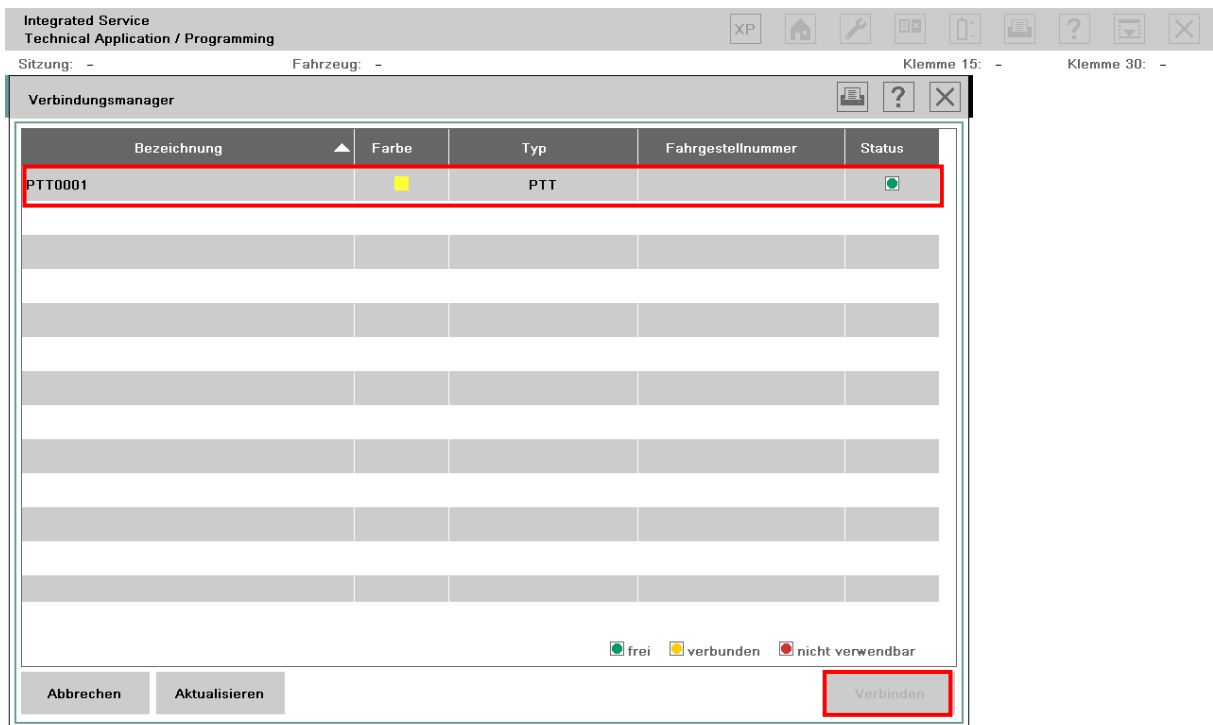 Integrated Service
Technical Application / Programming
XP
?
Sitzung: - Fahrzeug: - Klemme 15: - Klemme 30: -
Verbindungsmanager
?
Bezeichnung Farbe Typ Fahrgestellnummer Status
PTT0001 PTT
frei verbunden nicht verwendbar
Abbrechen Aktualisieren Verbinden